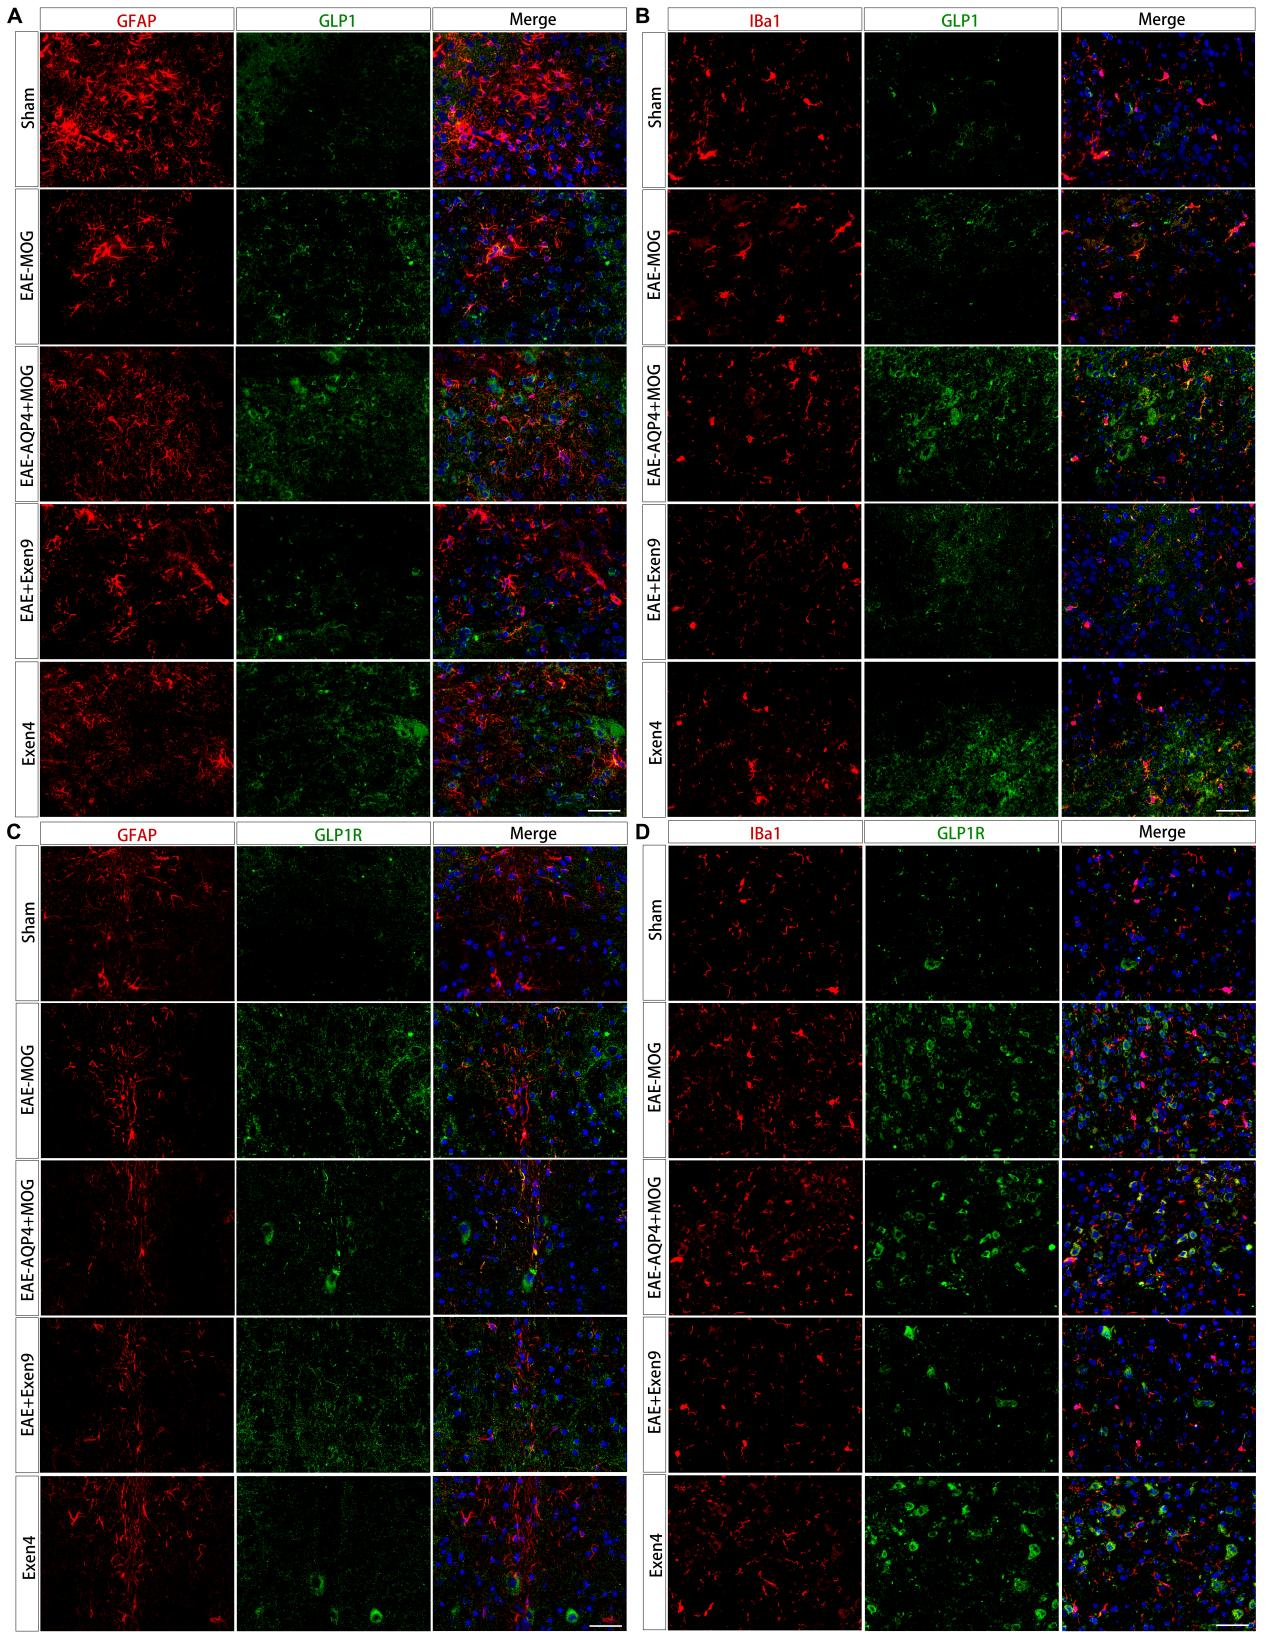 A GFAP GLP1 Merge
Sham
EAE-MOG
EAE-AQP4+MOG
EAE+Exen9
Exen4
B IBa1 GLP1 Merge
Sham
EAE-MOG
EAE-AQP4+MOG
EAE+Exen9
Exen4
C GFAP GLP1R Merge
Sham
EAE-MOG
EAE-AQP4+MOG
EAE+Exen9
Exen4
D IBa1 GLP1R Merge
Sham
EAE-MOG
EAE-AQP4+MOG
EAE+Exen9
Exen4